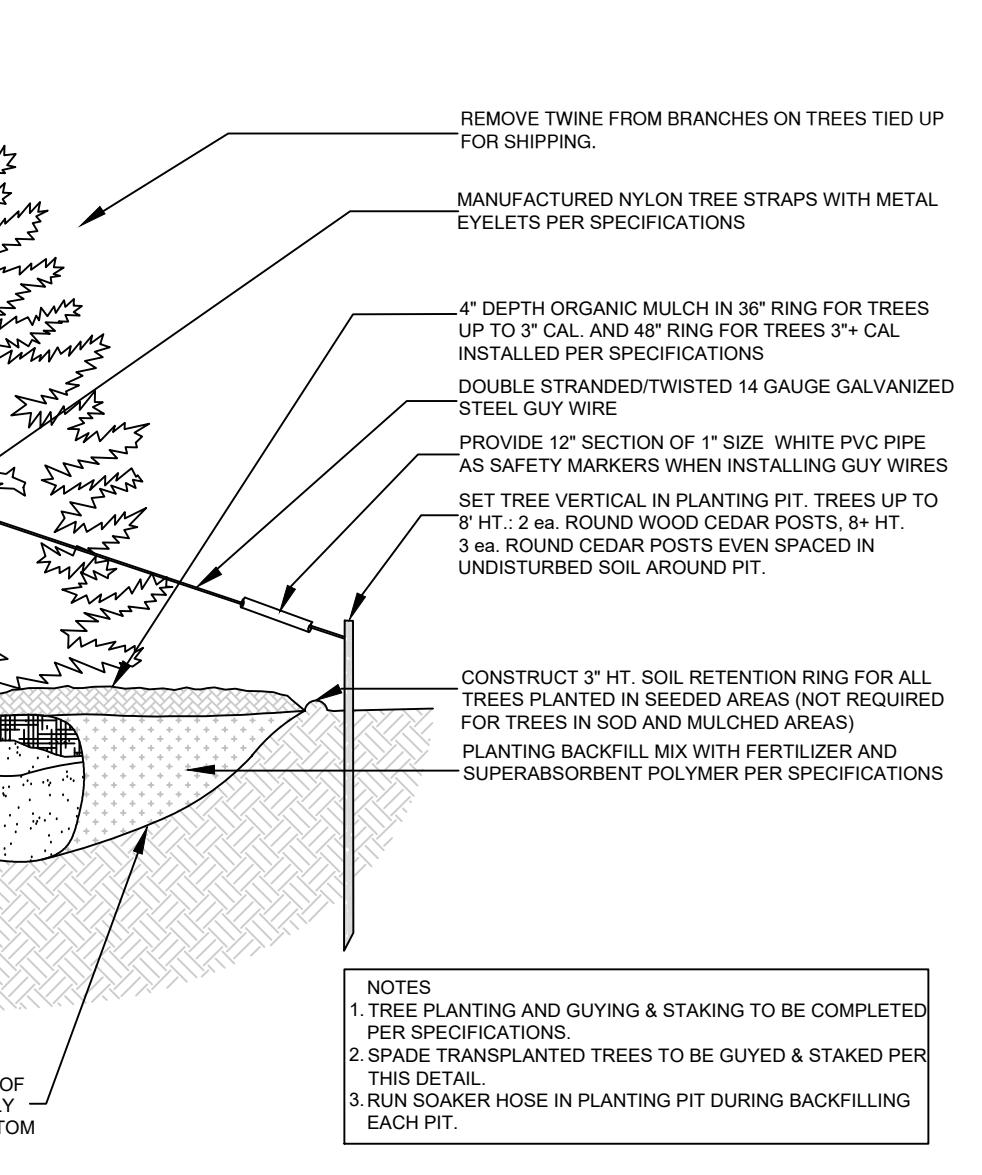 REMOVE TWINE FROM BRANCHES ON TREES TIED UP
FOR SHIPPING.
MANUFACTURED NYLON TREE STRAPS WITH METAL
EYELETS PER SPECIFICATIONS
4" DEPTH ORGANIC MULCH IN 36" RING FOR TREES
UP TO 3" CAL. AND 48" RING FOR TREES 3"+ CAL
INSTALLED PER SPECIFICATIONS
DOUBLE STRANDED/TWISTED 14 GAUGE GALVANIZED
STEEL GUY WIRE
PROVIDE 12" SECTION OF 1" SIZE WHITE PVC PIPE
AS SAFETY MARKERS WHEN INSTALLING GUY WIRES
SET TREE VERTICAL IN PLANTING PIT. TREES UP TO
8' HT.: 2 ea. ROUND WOOD CEDAR POSTS, 8+ HT.
3 ea. ROUND CEDAR POSTS EVEN SPACED IN
UNDISTURBED SOIL AROUND PIT.
CONSTRUCT 3" HT. SOIL RETENTION RING FOR ALL
TREES PLANTED IN SEEDED AREAS (NOT REQUIRED
FOR TREES IN SOD AND MULCHED AREAS)
PLANTING BACKFILL MIX WITH FERTILIZER AND
SUPERABSORBENT POLYMER PER SPECIFICATIONS
NOTES
1. TREE PLANTING AND GUYING & STAKING TO BE COMPLETED
PER SPECIFICATIONS.
2. SPADE TRANSPLANTED TREES TO BE GUYED & STAKED PER
THIS DETAIL.
3. RUN SOAKER HOSE IN PLANTING PIT DURING BACKFILLING
EACH PIT.
OF
LY
TOM